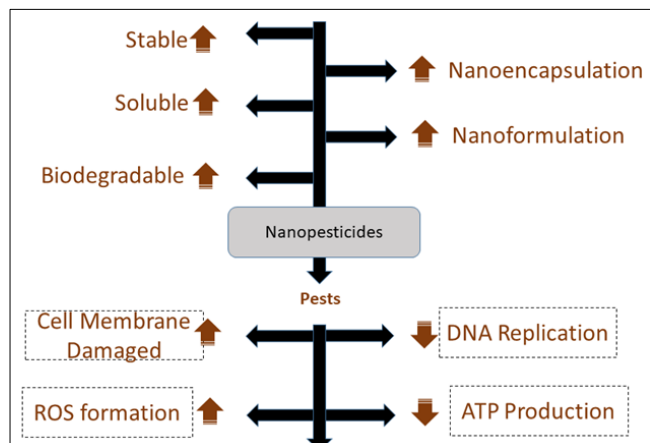 Stable
Nanoencapsulation
Soluble
Nanoformulation
Biodegradable
Nanopesticides
Pests
Cell Membrane
Damaged
DNA Replication
ROS formation
ATP Production